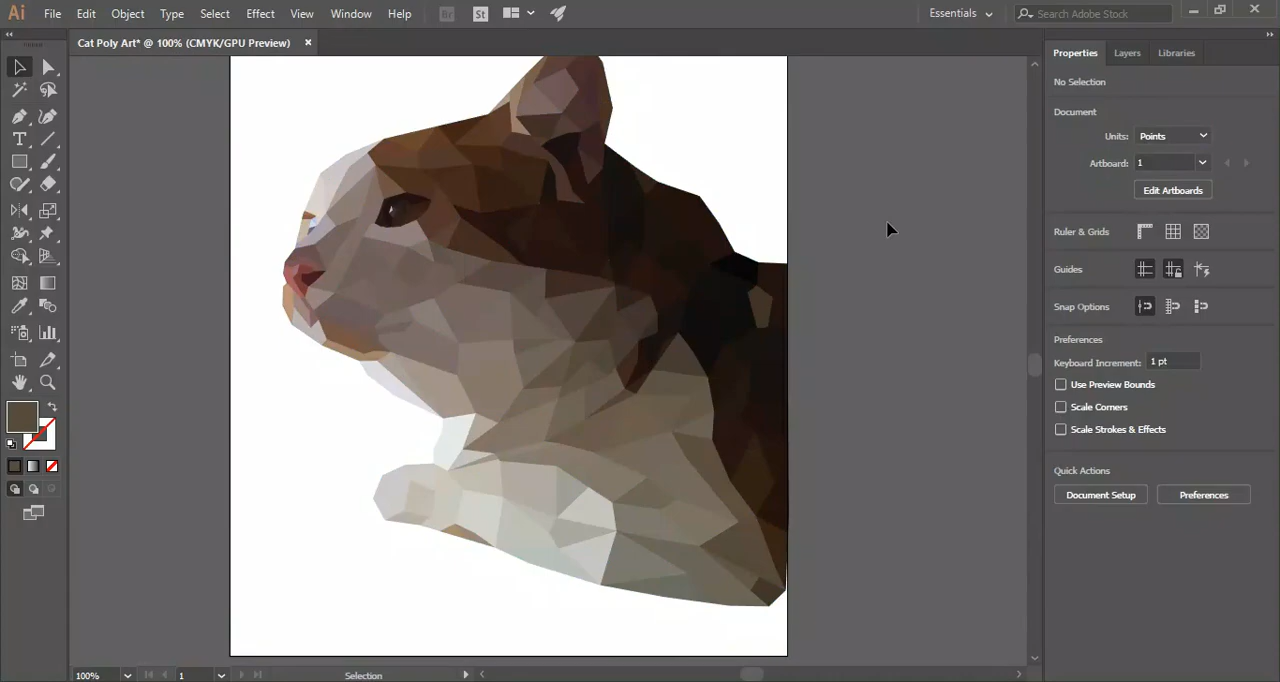 Ai File Edit Object Type Select Effect View Window Help Br St Essentials Search Adobe Stock
Cat Poly Art* @ 100% (CMYK/GPU Preview) ×
Properties Layers Libraries
No Selection
Document
Units: Points
Artboard: 1
Edit Artboards
Ruler & Grids
Guides
Snap Options
Preferences
Keyboard Increment: 1 pt
Use Preview Bounds
Scale Corners
Scale Strokes & Effects
Quick Actions
Document Setup Preferences
100% 1 Selection